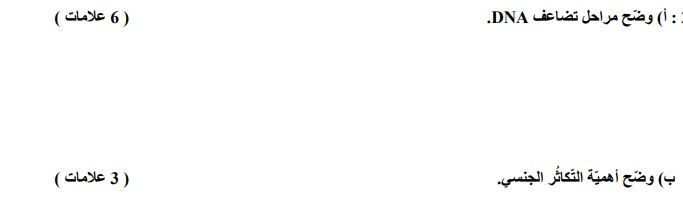 : أ) وضّح مراحل تضاعف DNA. ( 6 علامات )
ب) وضّح أهميّة التّكاثُر الجنسي. ( 3 علامات )